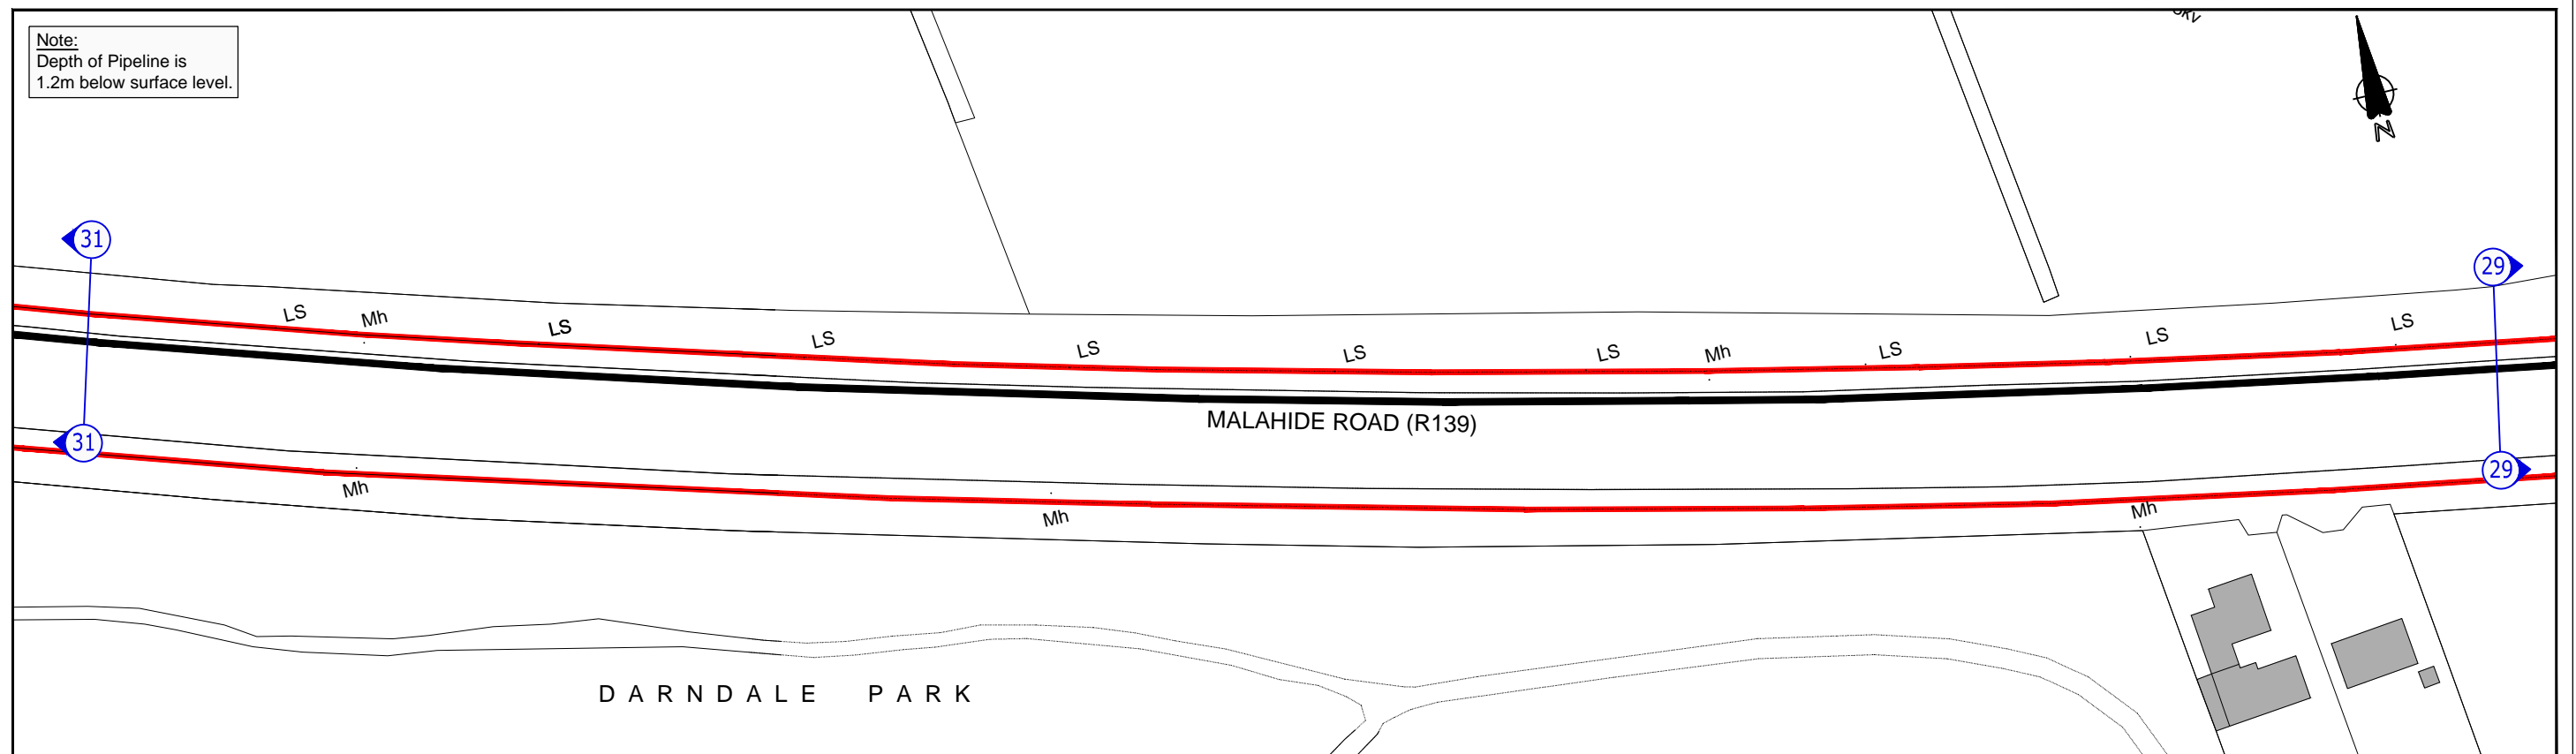 Note:
Depth of Pipeline is
1.2m below surface level.
N
31
29
LS
Mh
LS
LS
LS
LS
LS
Mh
LS
LS
LS
MALAHIDE ROAD (R139)
31
29
Mh
Mh
Mh
DARNDALE PARK